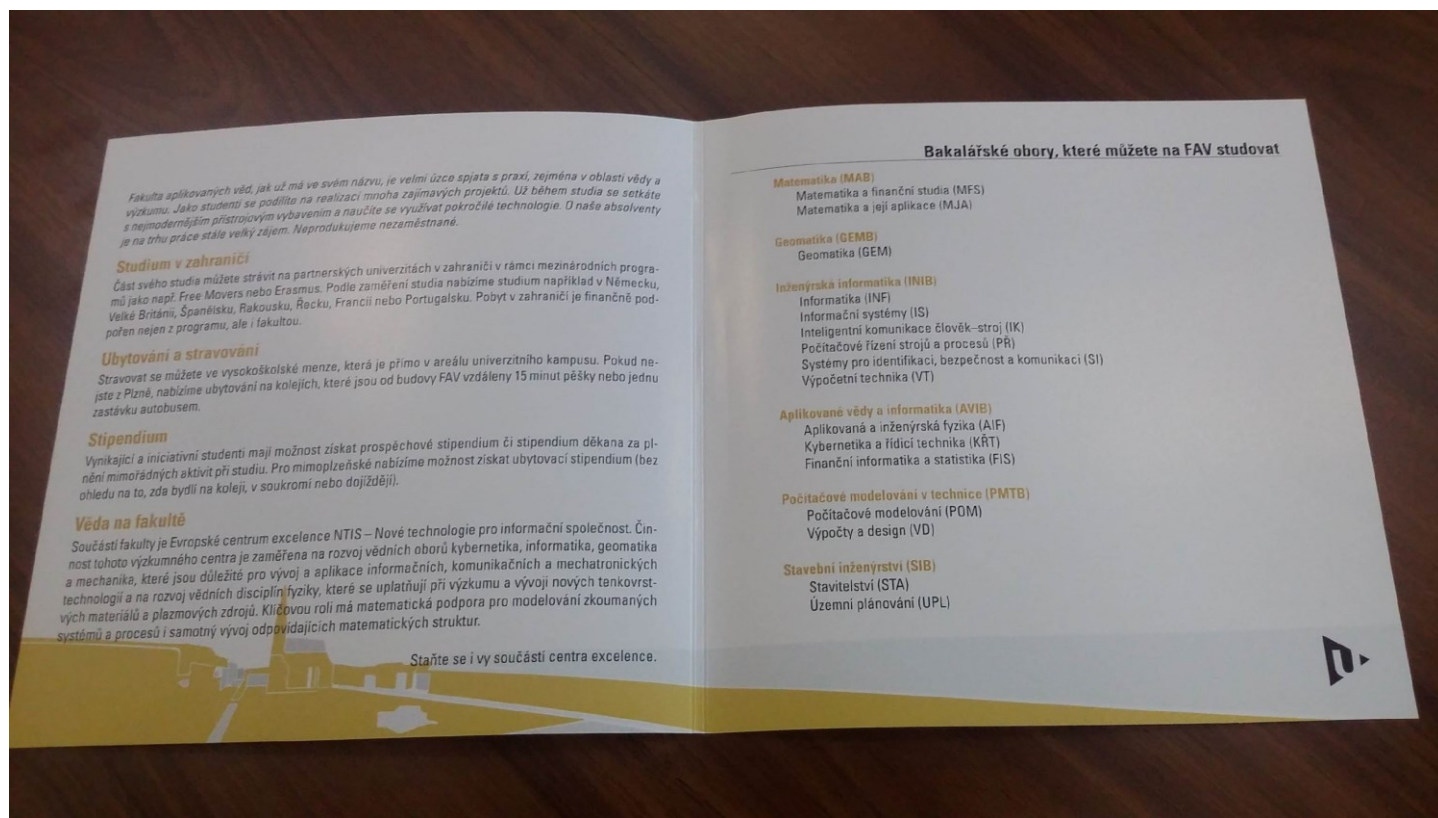 Fakulta aplikovaných věd, jak už má ve svém názvu, je velmi úzce spjata s praxí, zejména v oblasti vědy a
výzkumu. Jako studenti se podílíte na realizaci mnoha zajímavých projektů. Už během studia se setkáte
s nejmodernějším přístrojovým vybavením a naučíte se využívat pokročilé technologie. O naše absolventy
je na trhu práce stále velký zájem. Neprodukujeme nezaměstnané.
Studium v zahraničí
Část svého studia můžete strávit na partnerských univerzitách v zahraničí v rámci mezinárodních progra-
mů jako např. Free Movers nebo Erasmus. Podle zaměření studia nabízíme studium například v Německu,
Velké Británii, Španělsku, Rakousku, Řecku, Francii nebo Portugalsku. Pobyt v zahraničí je finančně pod-
pořen nejen z programu, ale i fakultou.
Ubytování a stravování
Stravovat se můžete ve vysokoškolské menze, která je přímo v areálu univerzitního kampusu. Pokud ne-
jste z Plzně, nabízíme ubytování na kolejích, které jsou od budovy FAV vzdáleny 15 minut pěšky nebo jednu
zastávku autobusem.
Stipendium
Vynikající a iniciativní studenti mají možnost získat prospěchové stipendium či stipendium děkana za pl-
nění mimořádných aktivit při studiu. Pro mimoplzeňské nabízíme možnost získat ubytovací stipendium (bez
ohledu na to, zda bydlí na koleji, v soukromí nebo dojíždějí).
Věda na fakultě
Součástí fakulty je Evropské centrum excelence NTIS – Nové technologie pro informační společnost. Čin-
nost tohoto výzkumného centra je zaměřena na rozvoj vědních oborů kybernetika, informatika, geomatika
a mechanika, které jsou důležité pro vývoj a aplikace informačních, komunikačních a mechatronických
technologií a na rozvoj vědních disciplín fyziky, které se uplatňují při výzkumu a vývoji nových tenkovrst-
vých materiálů a plazmových zdrojů. Klíčovou roli má matematická podpora pro modelování zkoumaných
systémů a procesů i samotný vývoj odpovídajících matematických struktur.
Staňte se i vy součástí centra excelence.
Bakalářské obory, které můžete na FAV studovat
Matematika (MAB)
Matematika a finanční studia (MFS)
Matematika a její aplikace (MJA)
Geomatika (GEMB)
Geomatika (GEM)
Inženýrská informatika (INIB)
Informatika (INF)
Informační systémy (IS)
Inteligentní komunikace člověk–stroj (IK)
Počítačové řízení strojů a procesů (PŘ)
Systémy pro identifikaci, bezpečnost a komunikaci (SI)
Výpočetní technika (VT)
Aplikované vědy a informatika (AVIB)
Aplikovaná a inženýrská fyzika (AIF)
Kybernetika a řídicí technika (KŘT)
Finanční informatika a statistika (FIS)
Počítačové modelování v technice (PMTB)
Počítačové modelování (POM)
Výpočty a design (VD)
Stavební inženýrství (SIB)
Stavitelství (STA)
Územní plánování (UPL)